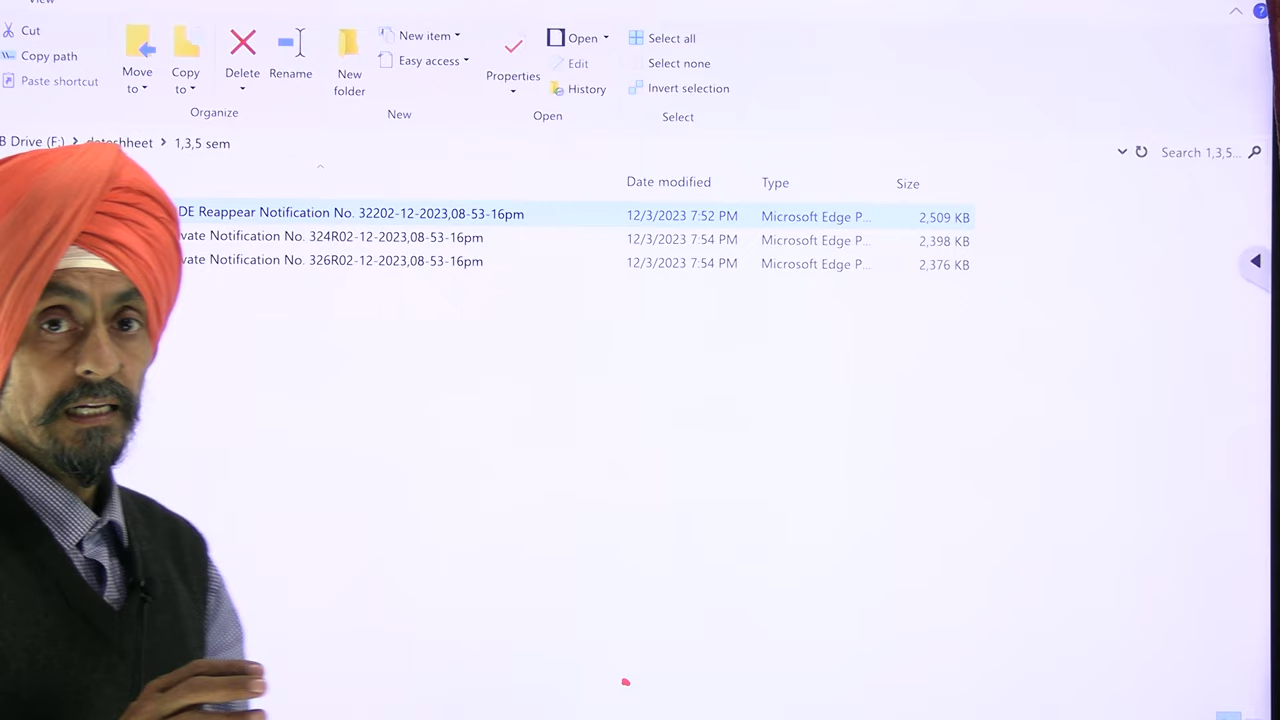 View
Cut
Copy path
Paste shortcut
Move to
Copy to
Delete
Rename
New folder
New item
Easy access
Properties
Open
Edit
History
Select all
Select none
Invert selection
Organize
New
Open
Select
B Drive (F:) > > 1,3,5 sem
Search 1,3,5...
Date modified
Type
Size
DE Reappear Notification No. 32202-12-2023,08-53-16pm 12/3/2023 7:52 PM Microsoft Edge P... 2,509 KB
vate Notification No. 324R02-12-2023,08-53-16pm 12/3/2023 7:54 PM Microsoft Edge P... 2,398 KB
vate Notification No. 326R02-12-2023,08-53-16pm 12/3/2023 7:54 PM Microsoft Edge P... 2,376 KB